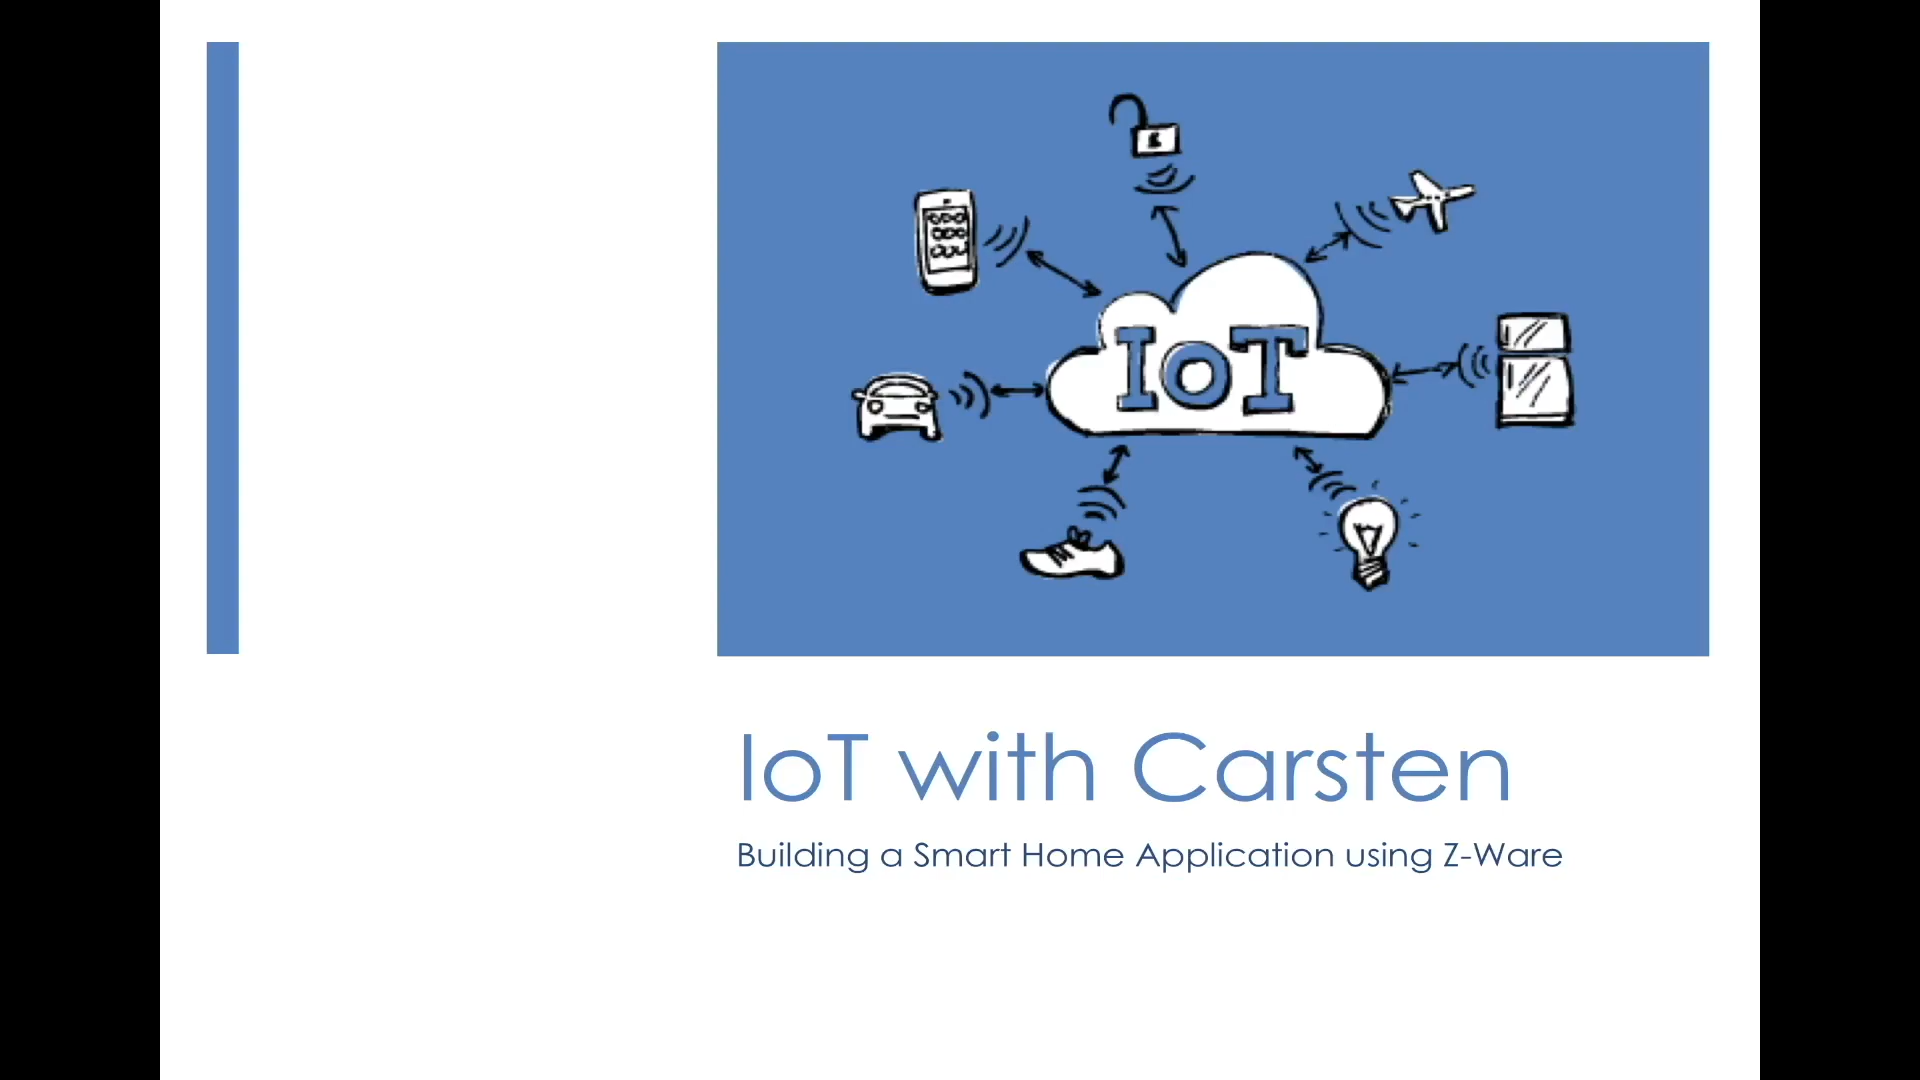 IoT
IoT with Carsten
Building a Smart Home Application using Z-Ware